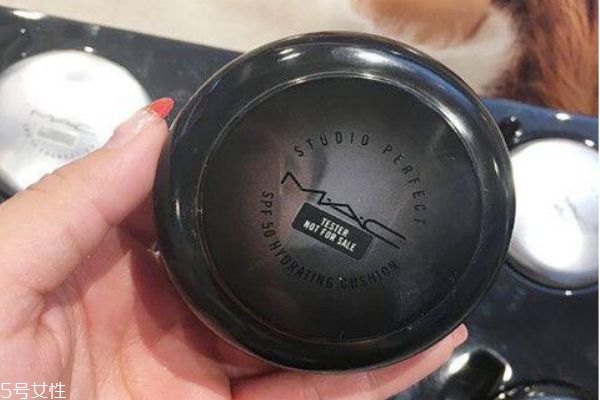 STUDIO PERFECT
M·A·C
TESTER
NOT FOR SALE
SPF 50 HYDRATING CUSHION
M·A·C
5号女性